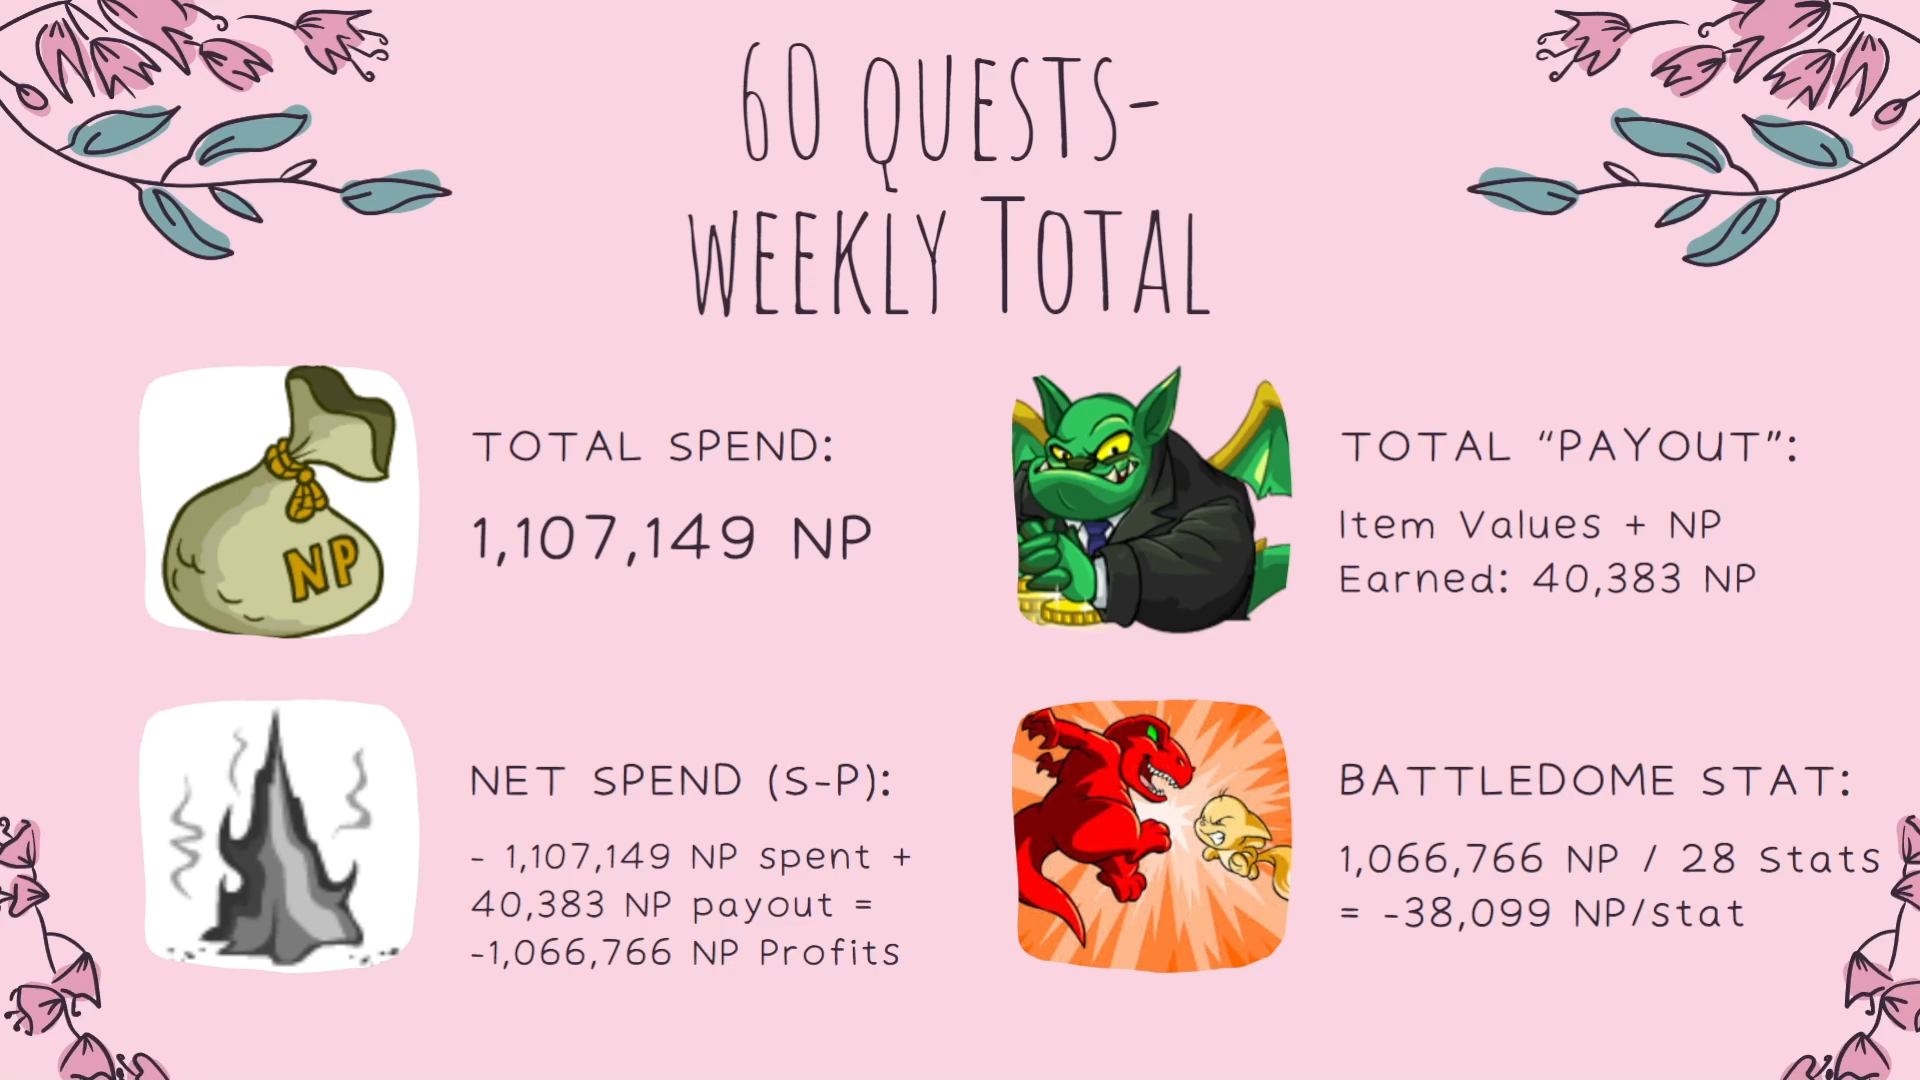 60 QUESTS-
WEEKLY TOTAL
NP
TOTAL SPEND:
1,107,149 NP
TOTAL “PAYOUT”:
Item Values + NP
Earned: 40,383 NP
NET SPEND (S-P):
- 1,107,149 NP spent +
40,383 NP payout =
-1,066,766 NP Profits
BATTLEDOME STAT:
1,066,766 NP / 28 Stats
= -38,099 NP/stat